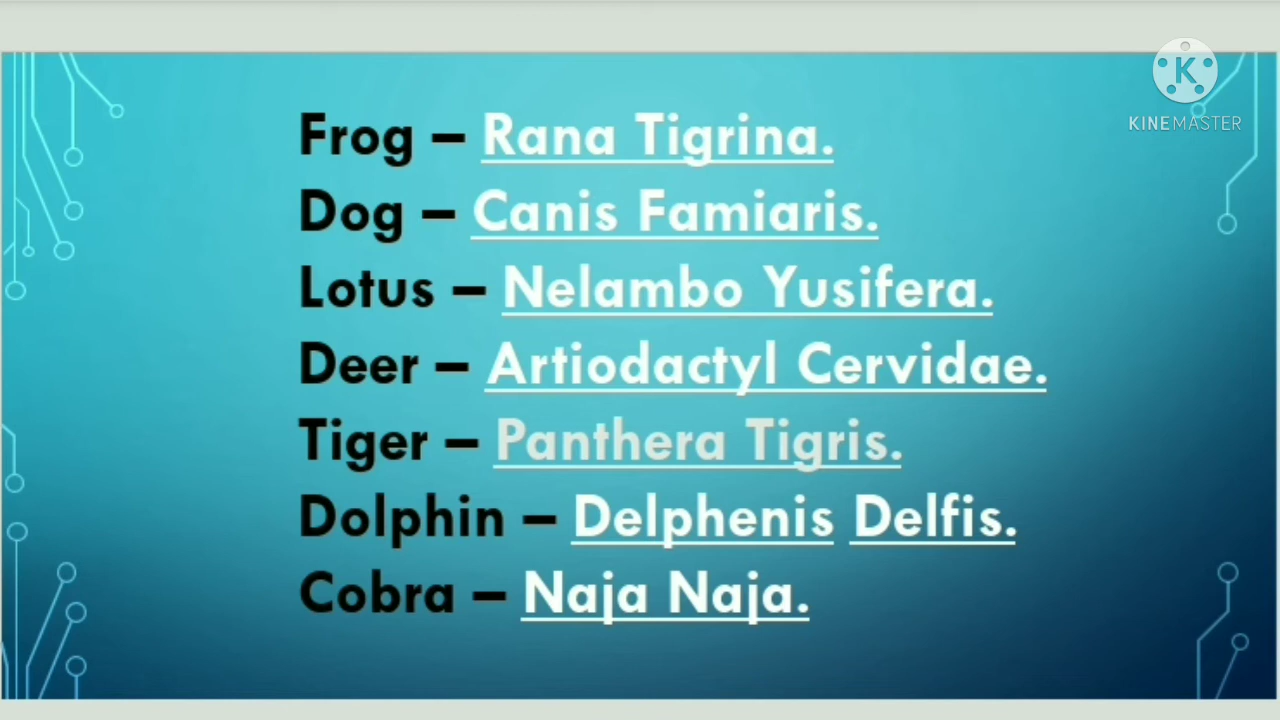 KINEMASTER
Frog – Rana Tigrina.
Dog – Canis Famiaris.
Lotus – Nelambo Yusifera.
Deer – Artiodactyl Cervidae.
Tiger – Panthera Tigris.
Dolphin – Delphenis Delfis.
Cobra – Naja Naja.